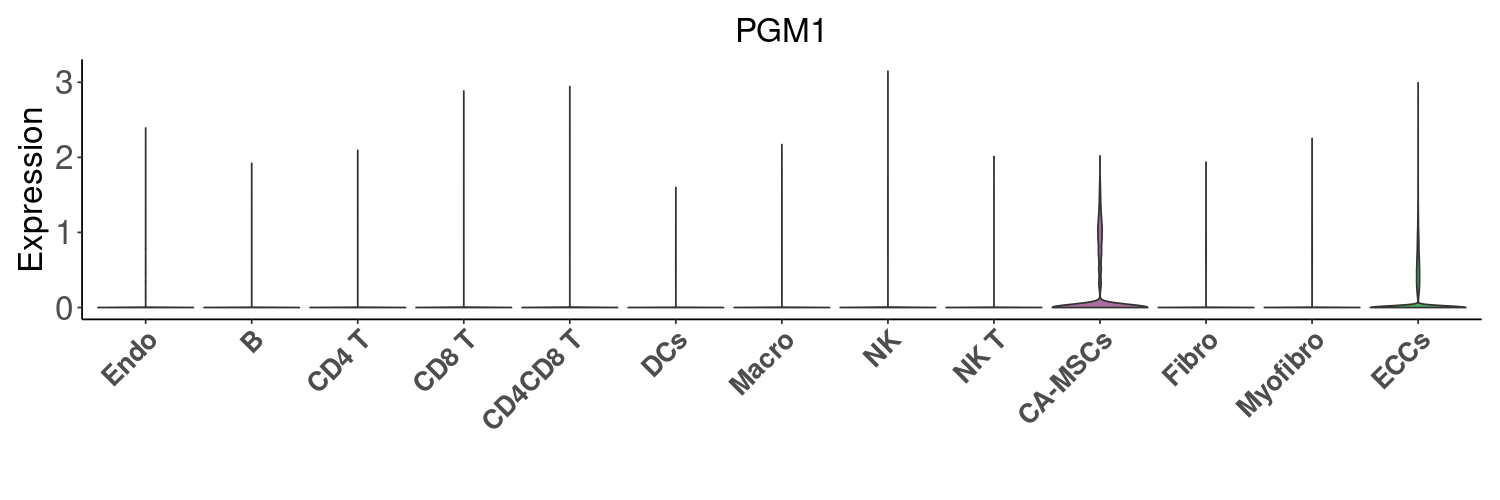 PGM1
Expression
3
2
1
0
Endo
B
CD4 T
CD8 T
CD4CD8 T
DCs
Macro
NK
NK T
CA-MSCs
Fibro
Myofibro
ECCs